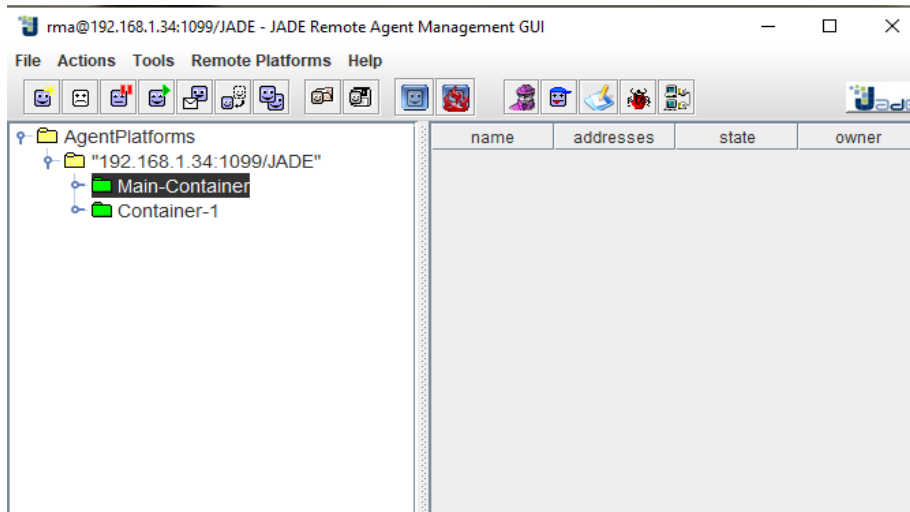 rma@192.168.1.34:1099/JADE - JADE Remote Agent Management GUI
File Actions Tools Remote Platforms Help
Jade
AgentPlatforms
"192.168.1.34:1099/JADE"
Main-Container
Container-1
name addresses state owner